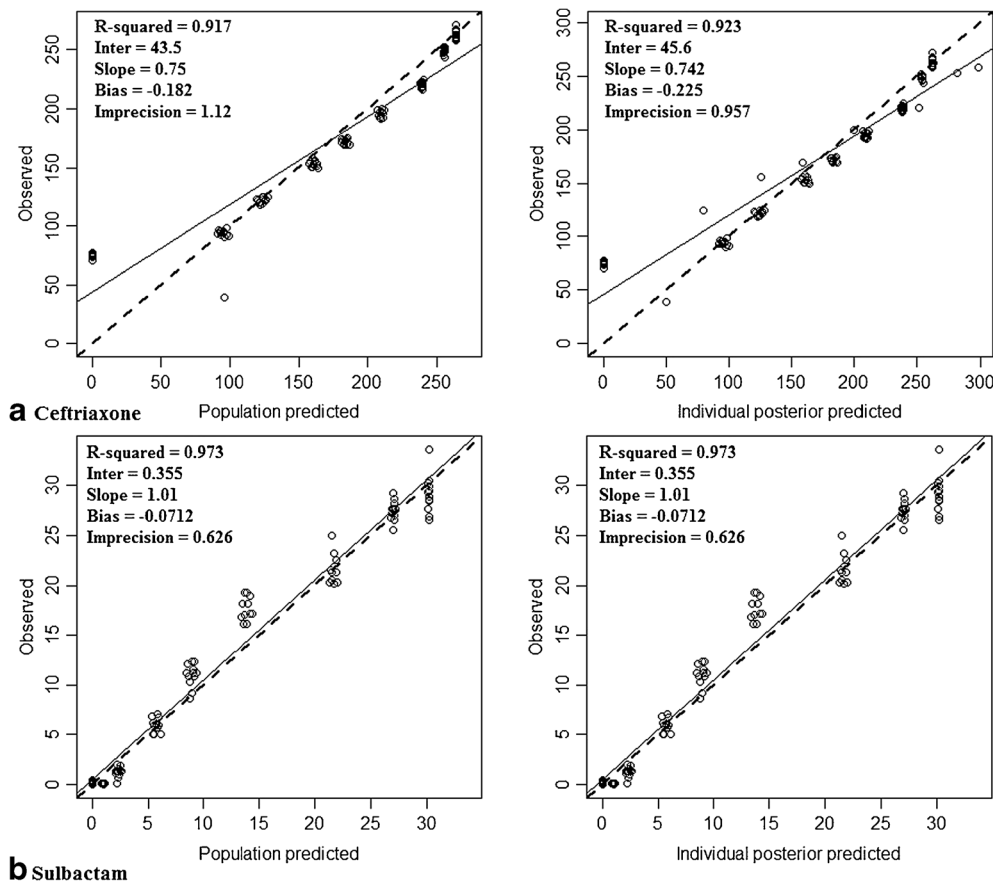 R-squared = 0.917
Inter = 43.5
Slope = 0.75
Bias = -0.182
Imprecision = 1.12
Observed
0 50 100 150 200 250
0 50 100 150 200 250
Population predicted
R-squared = 0.923
Inter = 45.6
Slope = 0.742
Bias = -0.225
Imprecision = 0.957
Observed
0 50 100 150 200 250 300
0 50 100 150 200 250 300
Individual posterior predicted
a Ceftriaxone
R-squared = 0.973
Inter = 0.355
Slope = 1.01
Bias = -0.0712
Imprecision = 0.626
Observed
0 5 10 15 20 25 30
0 5 10 15 20 25 30
Population predicted
R-squared = 0.973
Inter = 0.355
Slope = 1.01
Bias = -0.0712
Imprecision = 0.626
Observed
0 5 10 15 20 25 30
0 5 10 15 20 25 30
Individual posterior predicted
b Sulbactam